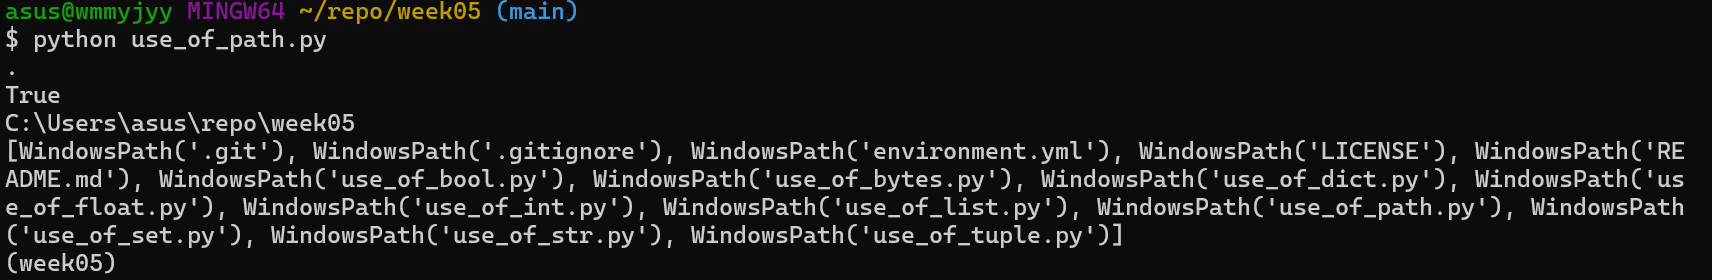 asus@wmmyjyy MINGW64 ~/repo/week05 (main)
$ python use_of_path.py
.
True
C:\Users\asus\repo\week05
[WindowsPath('.git'), WindowsPath('.gitignore'), WindowsPath('environment.yml'), WindowsPath('LICENSE'), WindowsPath('RE
ADME.md'), WindowsPath('use_of_bool.py'), WindowsPath('use_of_bytes.py'), WindowsPath('use_of_dict.py'), WindowsPath('us
e_of_float.py'), WindowsPath('use_of_int.py'), WindowsPath('use_of_list.py'), WindowsPath('use_of_path.py'), WindowsPath
('use_of_set.py'), WindowsPath('use_of_str.py'), WindowsPath('use_of_tuple.py')]
(week05)